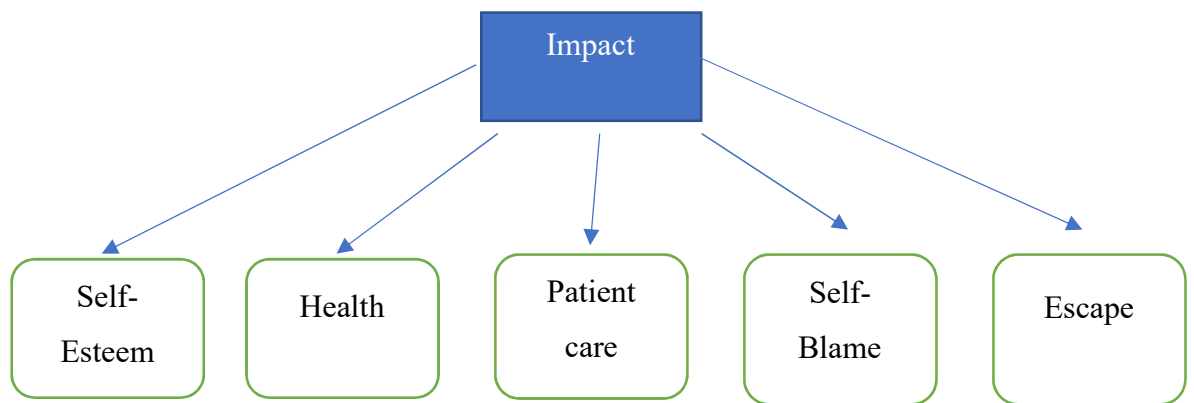 Impact
Self-
Esteem
Health
Patient
care
Self-
Blame
Escape